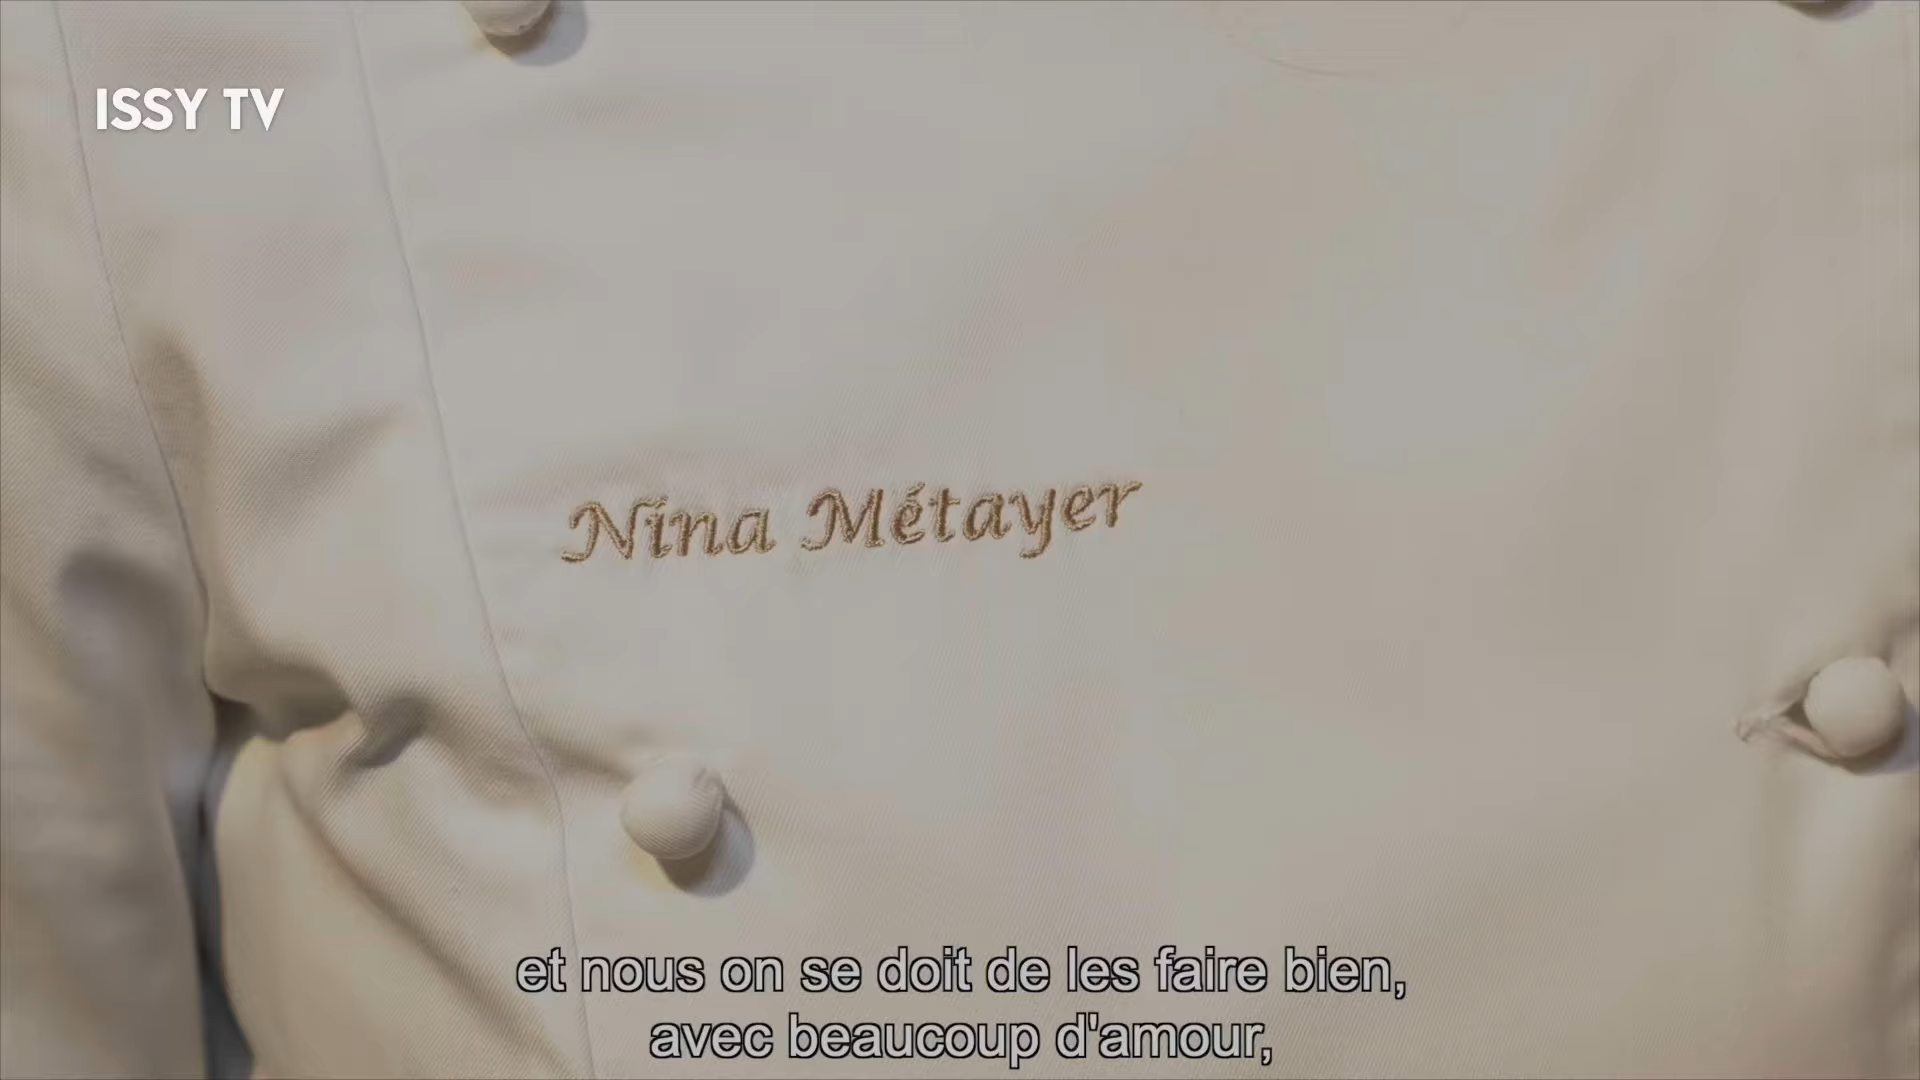 ISSY TV
Nina Métayer
et nous on se doit de les faire bien,
avec beaucoup d'amour,